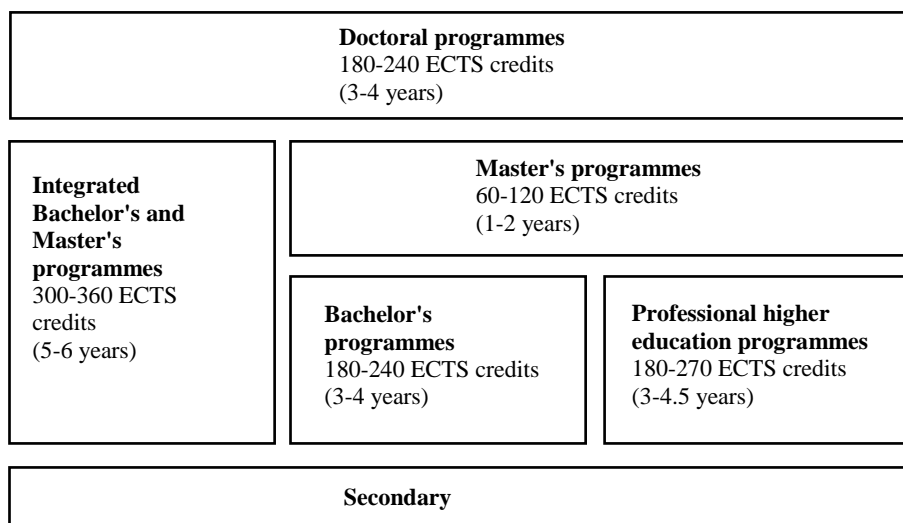 Doctoral programmes
180-240 ECTS credits
(3-4 years)
Integrated
Bachelor's and
Master's
programmes
300-360 ECTS
credits
(5-6 years)
Master's programmes
60-120 ECTS credits
(1-2 years)
Bachelor's
programmes
180-240 ECTS credits
(3-4 years)
Professional higher
education programmes
180-270 ECTS credits
(3-4.5 years)
Secondary